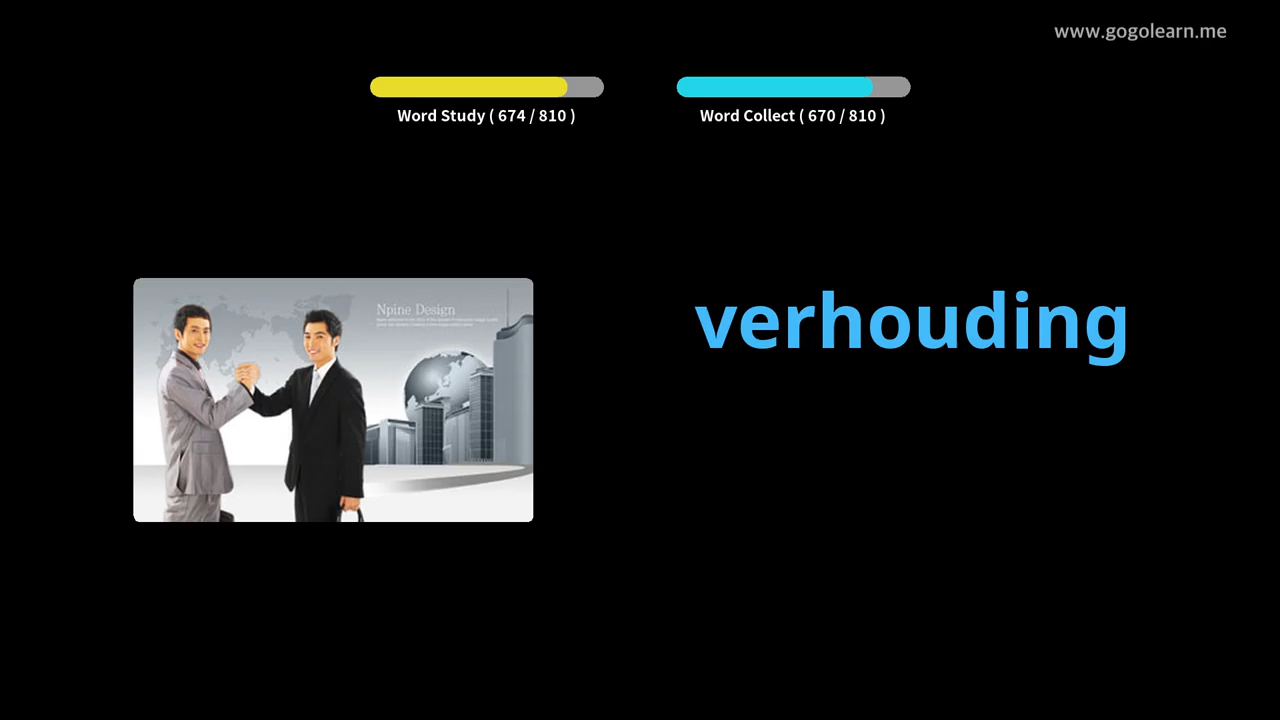 www.gogolearn.me
Word Study ( 674 / 810 )
Word Collect ( 670 / 810 )
Npine Design
verhouding